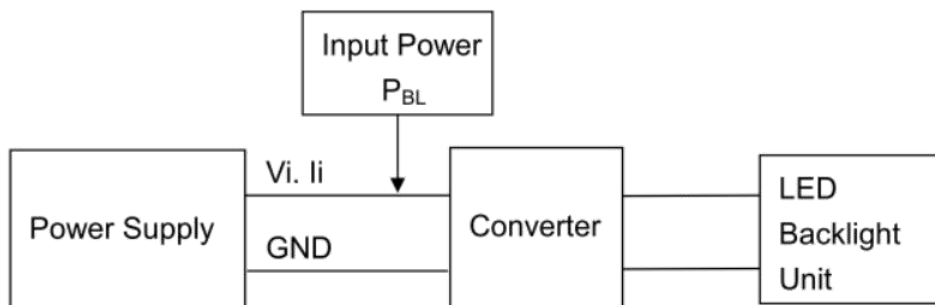 Input Power
P_BL
Vi. Ii
Power Supply
GND
Converter
LED
Backlight
Unit